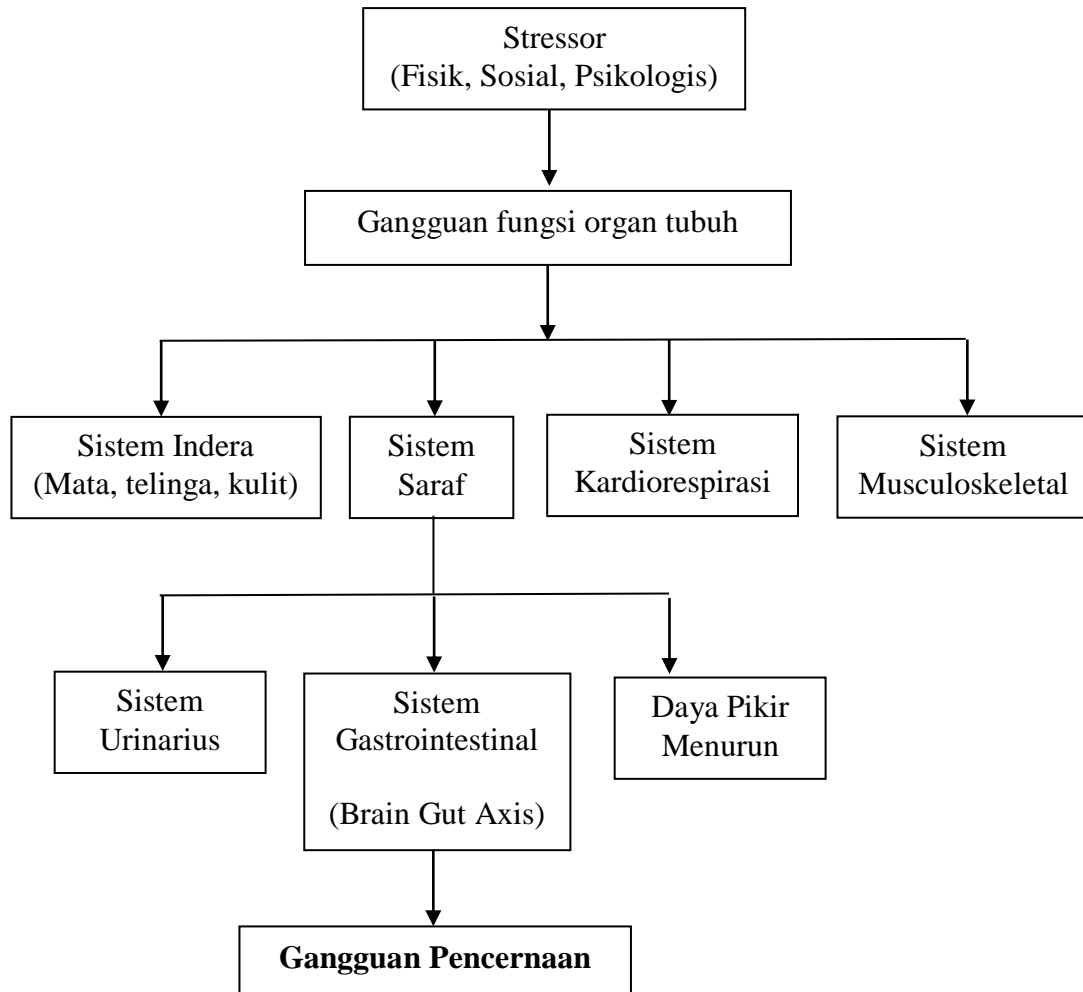 Stressor
(Fisik, Sosial, Psikologis)
Gangguan fungsi organ tubuh
Sistem Indera
(Mata, telinga, kulit)
Sistem
Saraf
Sistem
Kardiorespirasi
Sistem
Musculoskeletal
Sistem
Urinarius
Sistem
Gastrointestinal
(Brain Gut Axis)
Daya Pikir
Menurun
Gangguan Pencernaan